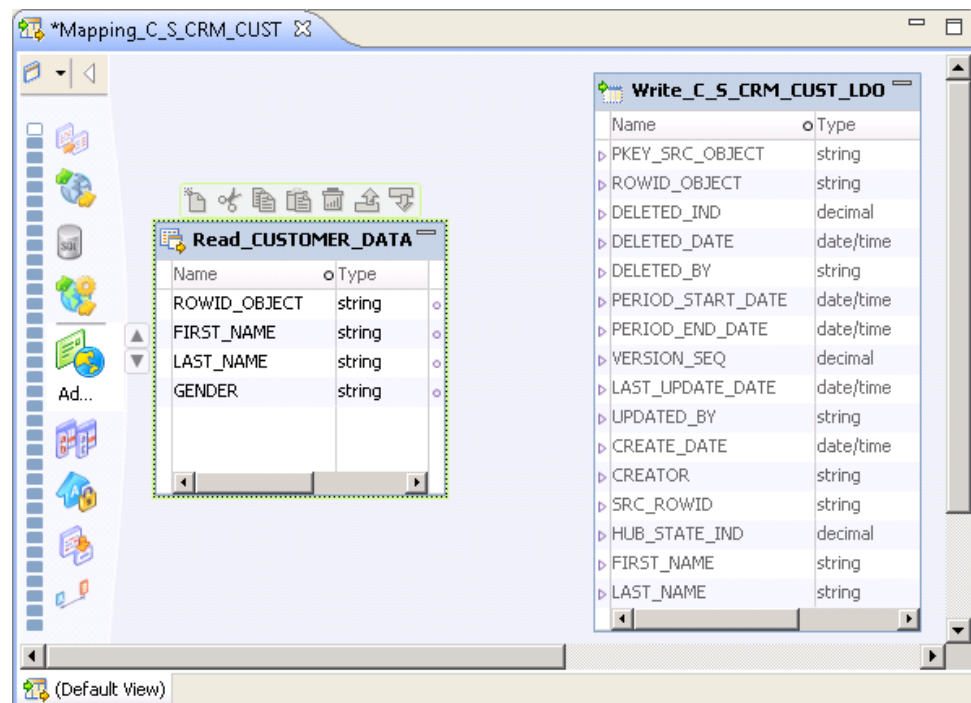 *Mapping_C_S_CRM_CUST
Write_C_S_CRM_CUST_LDO
Name Type
PKEY_SRC_OBJECT string
ROWID_OBJECT string
DELETED_IND decimal
DELETED_DATE date/time
DELETED_BY string
PERIOD_START_DATE date/time
PERIOD_END_DATE date/time
VERSION_SEQ decimal
LAST_UPDATE_DATE date/time
UPDATED_BY string
CREATE_DATE date/time
CREATOR string
SRC_ROWID string
HUB_STATE_IND decimal
FIRST_NAME string
LAST_NAME string
Read_CUSTOMER_DATA
Name Type
ROWID_OBJECT string
FIRST_NAME string
LAST_NAME string
GENDER string
sql
Ad...
(Default View)